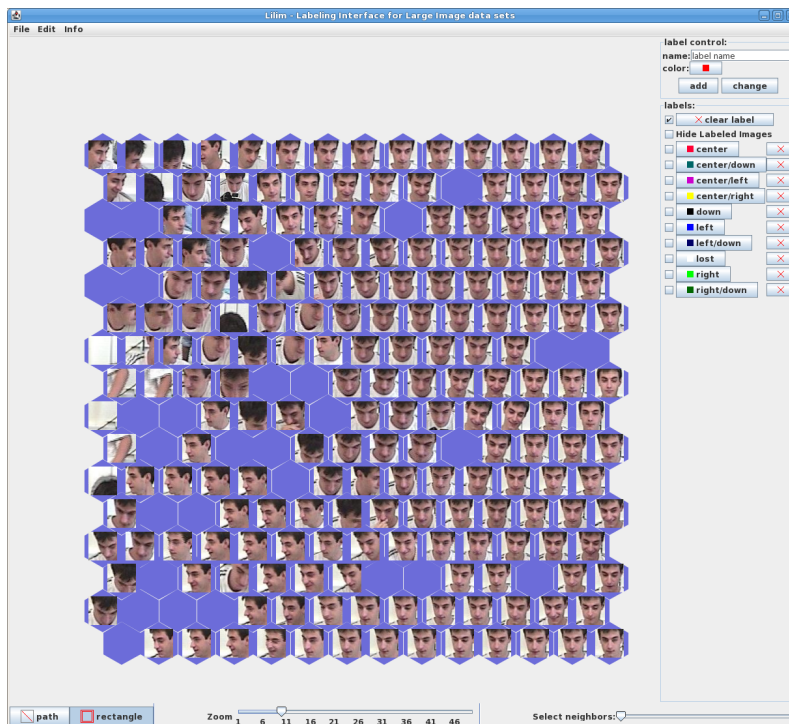 Lilim - Labeling Interface for Large Image data sets
File Edit Info
label control:
name: label name
color:
add change
labels:
clear label
Hide Labeled Images
center
center/down
center/left
center/right
down
left
left/down
lost
right
right/down
path rectangle Zoom 1 6 11 16 21 26 31 36 41 46 Select neighbors: